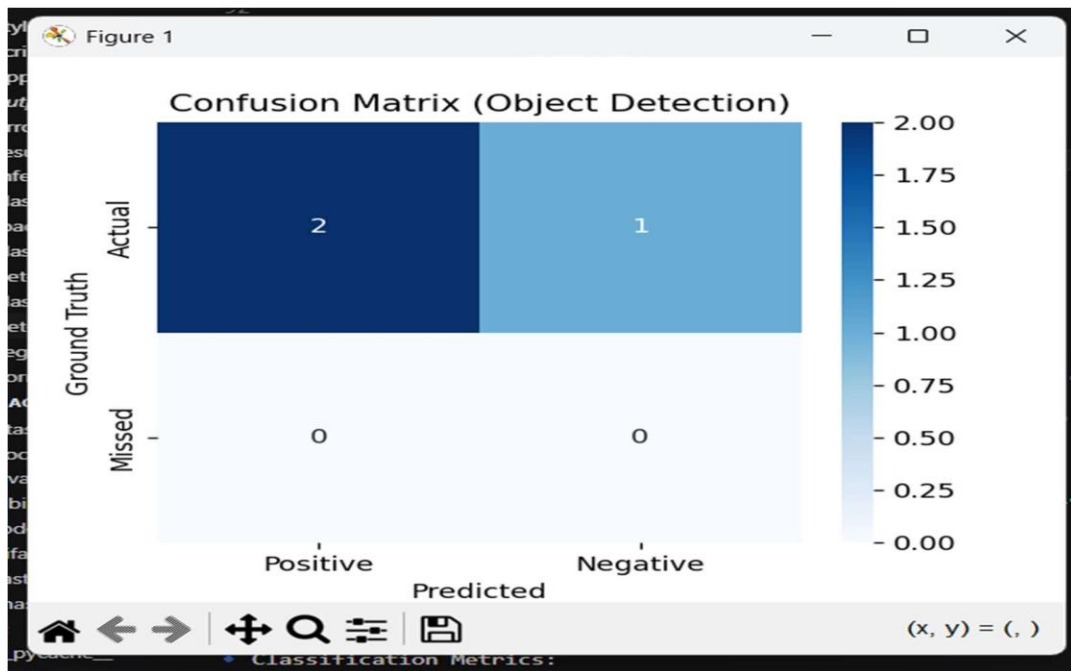 Figure 1
Confusion Matrix (Object Detection)
2.00
1.75
1.50
1.25
1.00
0.75
0.50
0.25
0.00
Ground Truth
Actual
2
1
Missed
0
0
Positive
Negative
Predicted
(x, y) = (, )
Classification Metrics: